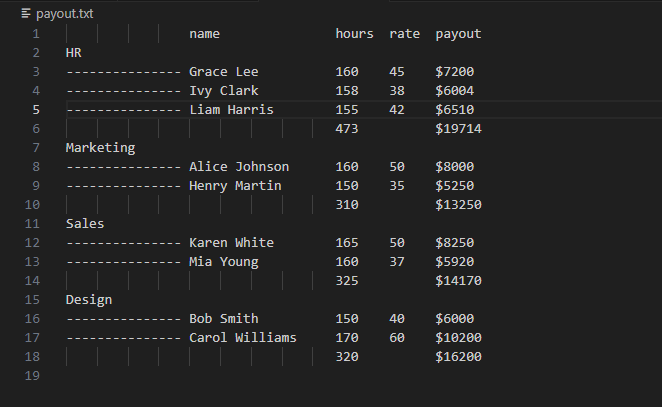 payout.txt
1 name hours rate payout
2 HR
3 --------------- Grace Lee 160 45 $7200
4 --------------- Ivy Clark 158 38 $6004
5 --------------- Liam Harris 155 42 $6510
6 473 $19714
7 Marketing
8 --------------- Alice Johnson 160 50 $8000
9 --------------- Henry Martin 150 35 $5250
10 310 $13250
11 Sales
12 --------------- Karen White 165 50 $8250
13 --------------- Mia Young 160 37 $5920
14 325 $14170
15 Design
16 --------------- Bob Smith 150 40 $6000
17 --------------- Carol Williams 170 60 $10200
18 320 $16200
19